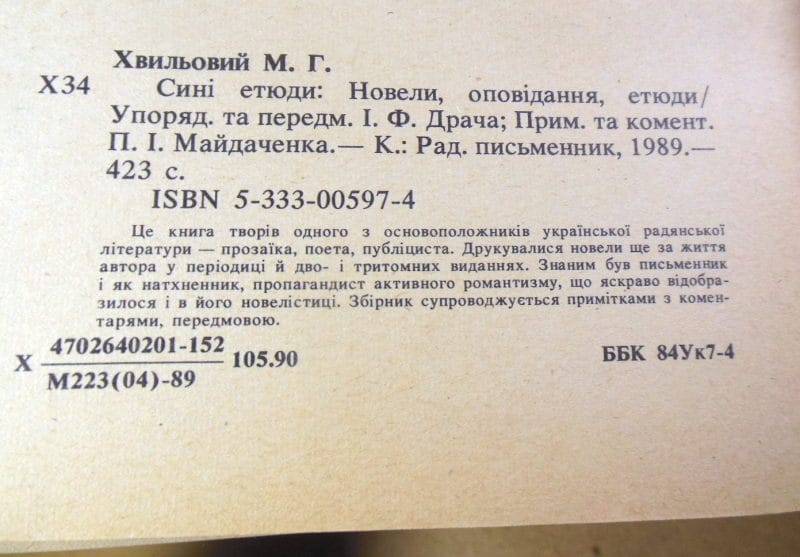 Хвильовий М. Г.
Х34 Сині етюди: Новели, оповідання, етюди/
Упоряд. та передм. І. Ф. Драча; Прим. та комент.
П. І. Майдаченка.— К.: Рад. письменник, 1989.—
423 с.
ISBN 5-333-00597-4
Це книга творів одного з основоположників української радянської
літератури — прозаїка, поета, публіциста. Друкувалися новели ще за життя
автора у періодиці й дво- і тритомних виданнях. Знаним був письменник
і як натхненник, пропагандист активного романтизму, що яскраво відобра-
зилося і в його новелістиці. Збірник супроводжується примітками з комен-
тарями, передмовою.
Х 4702640201-152 105.90
М223(04)-89
ББК 84Ук7-4